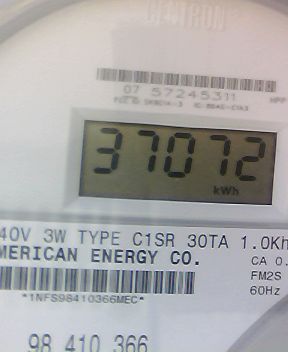 CENTRON
07 57245311
37072
kWh
40V 3W TYPE C1SR 30TA 1.0Kh
MERICAN ENERGY CO.
CA 0.
FM2S
*1NFS98410366MEC*
60Hz
98 410 366